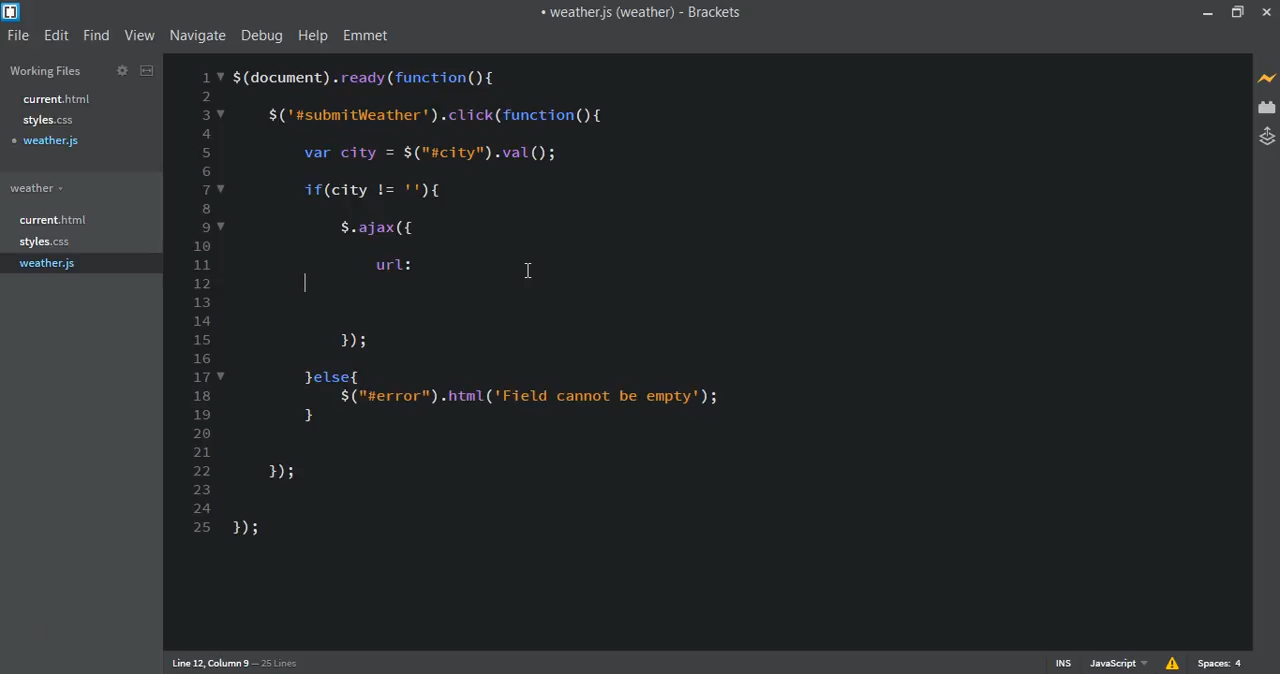 • weather.js (weather) - Brackets
File Edit Find View Navigate Debug Help Emmet
Working Files
current.html
styles.css
• weather.js
weather
current.html
styles.css
weather.js
1 $(document).ready(function(){
2
3 $('#submitWeather').click(function(){
4
5 var city = $("#city").val();
6
7 if(city != ''){
8
9 $.ajax({
10
11 url:
12
13
14
15 });
16
17 }else{
18 $("#error").html('Field cannot be empty');
19 }
20
21
22 });
23
24
25 });
Line 12, Column 9 — 25 Lines
INS JavaScript Spaces: 4